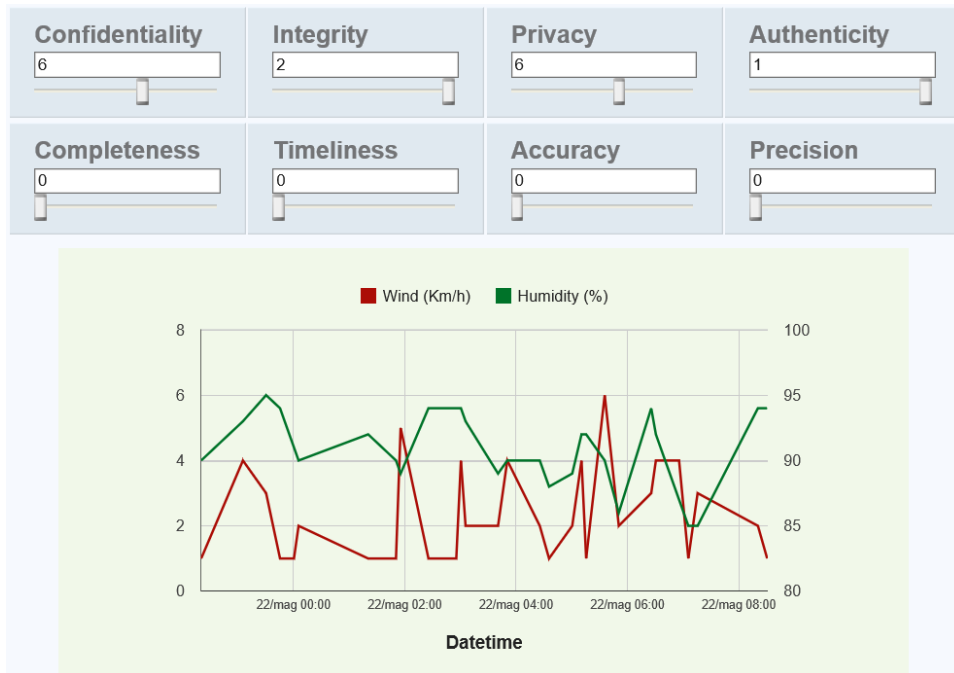 Confidentiality Integrity Privacy Authenticity
6 2 6 1
Completeness Timeliness Accuracy Precision
0 0 0 0
Wind (Km/h) Humidity (%)
8 100
6 95
4 90
2 85
0 80
22/mag 00:00 22/mag 02:00 22/mag 04:00 22/mag 06:00 22/mag 08:00
Datetime